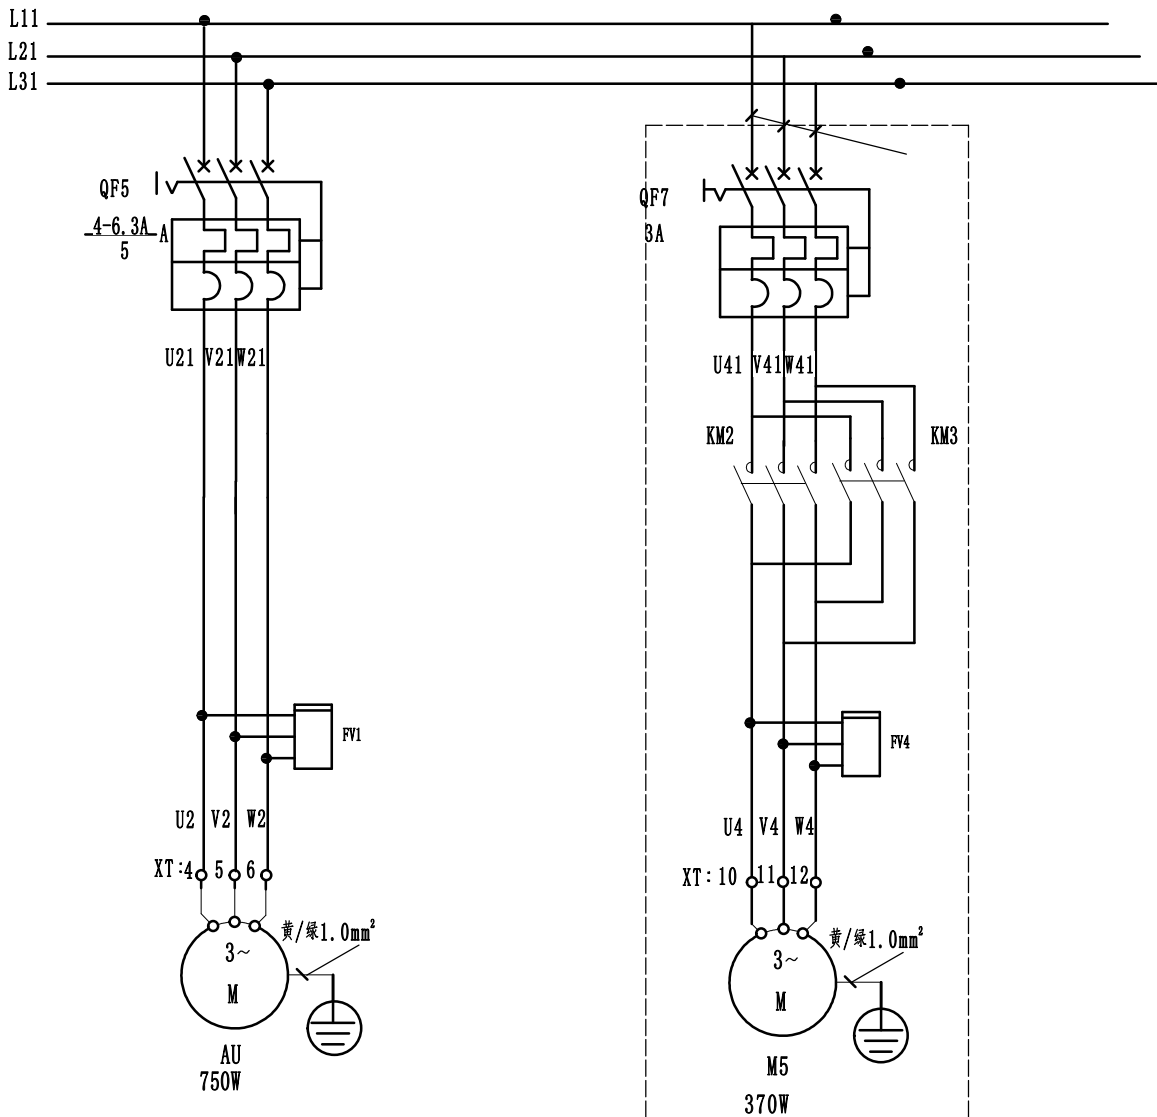 L11
L21
L31
QF5
4-6.3A A
5
QF7
3A
U21 V21 W21
U41 V41 W41
KM2
KM3
FV1
FV4
U2 V2 W2
U4 V4 W4
XT:4 5 6
XT:10 11 12
黄/绿1.0mm²
黄/绿1.0mm²
3~
M
3~
M
AU
750W
M5
370W